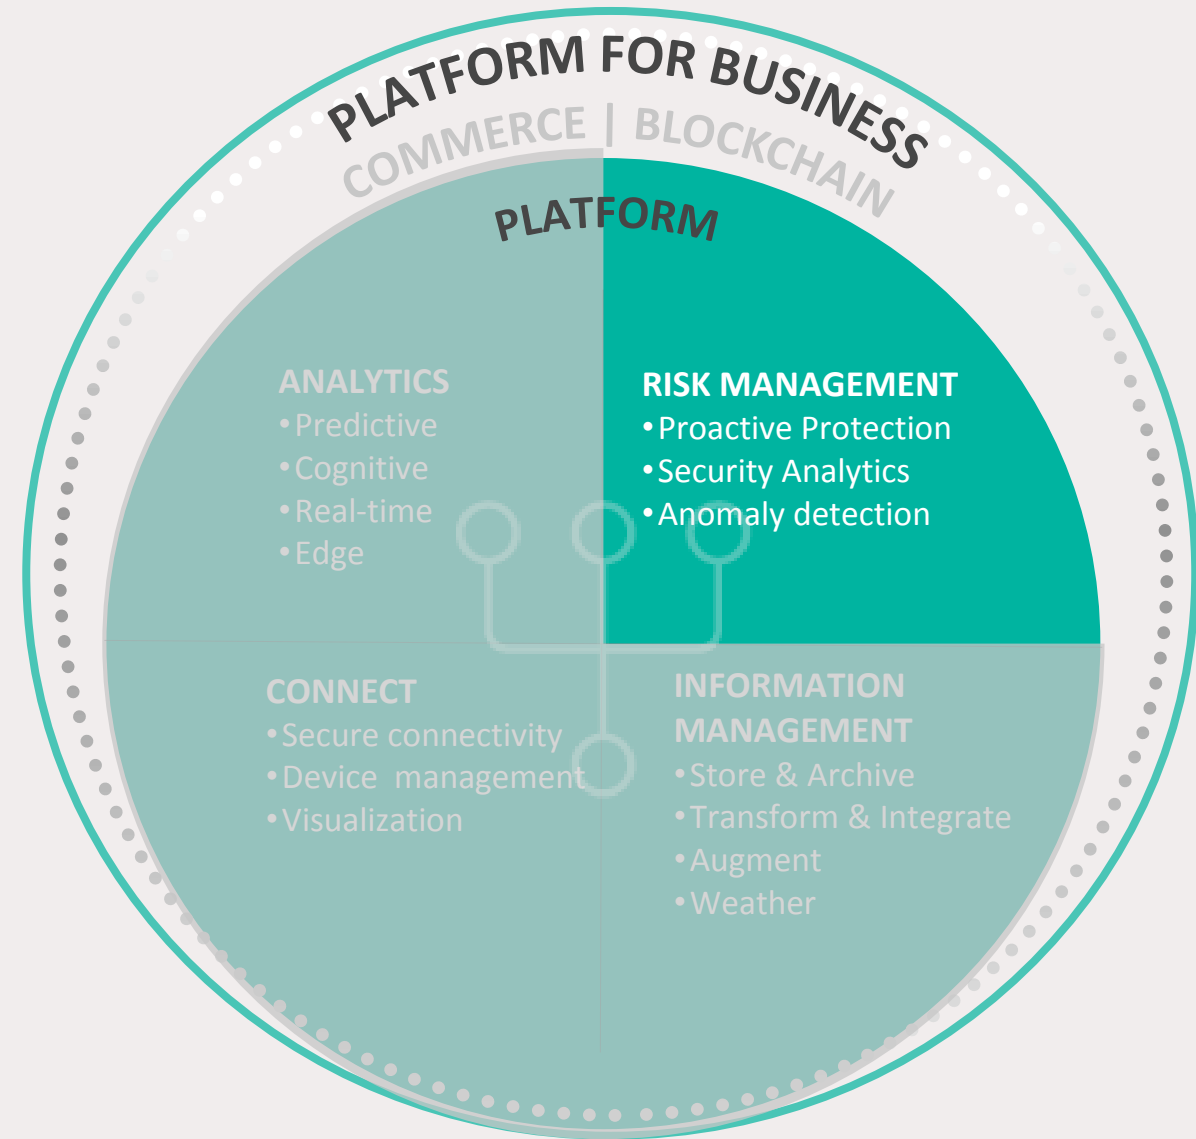 PLATFORM FOR BUSINESS
COMMERCE | BLOCKCHAIN
PLATFORM
ANALYTICS
•Predictive
•Cognitive
•Real-time
•Edge
RISK MANAGEMENT
•Proactive Protection
•Security Analytics
•Anomaly detection
CONNECT
•Secure connectivity
•Device  management
•Visualization
INFORMATION
MANAGEMENT
•Store & Archive
•Transform & Integrate
•Augment
•Weather